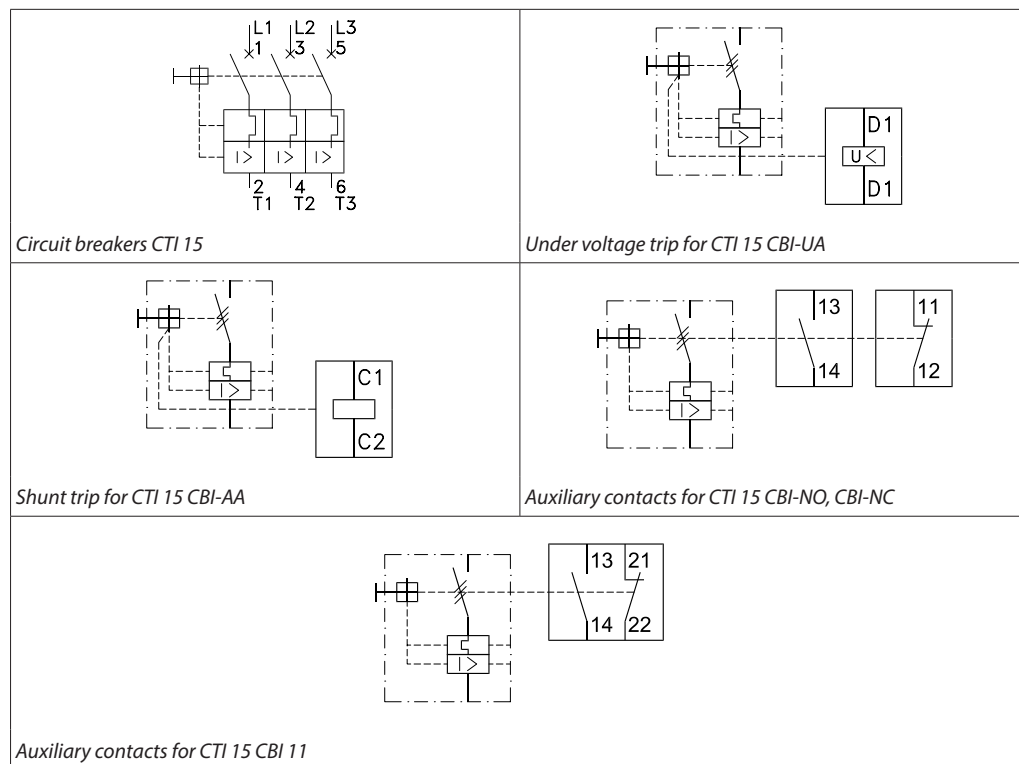 L1 L2 L3
1 3 5
I> I> I>
2 4 6
T1 T2 T3
Circuit breakers CTI 15
I>
D1
U<
D1
Under voltage trip for CTI 15 CBI-UA
I>
C1
C2
Shunt trip for CTI 15 CBI-AA
I>
13 11
14 12
Auxiliary contacts for CTI 15 CBI-NO, CBI-NC
I>
13 21
14 22
Auxiliary contacts for CTI 15 CBI 11